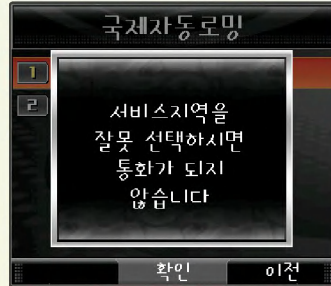 국제자동로밍
1
2
서비스지역을
잘못 선택하시면
통화가 되지
않습니다
확인 이전